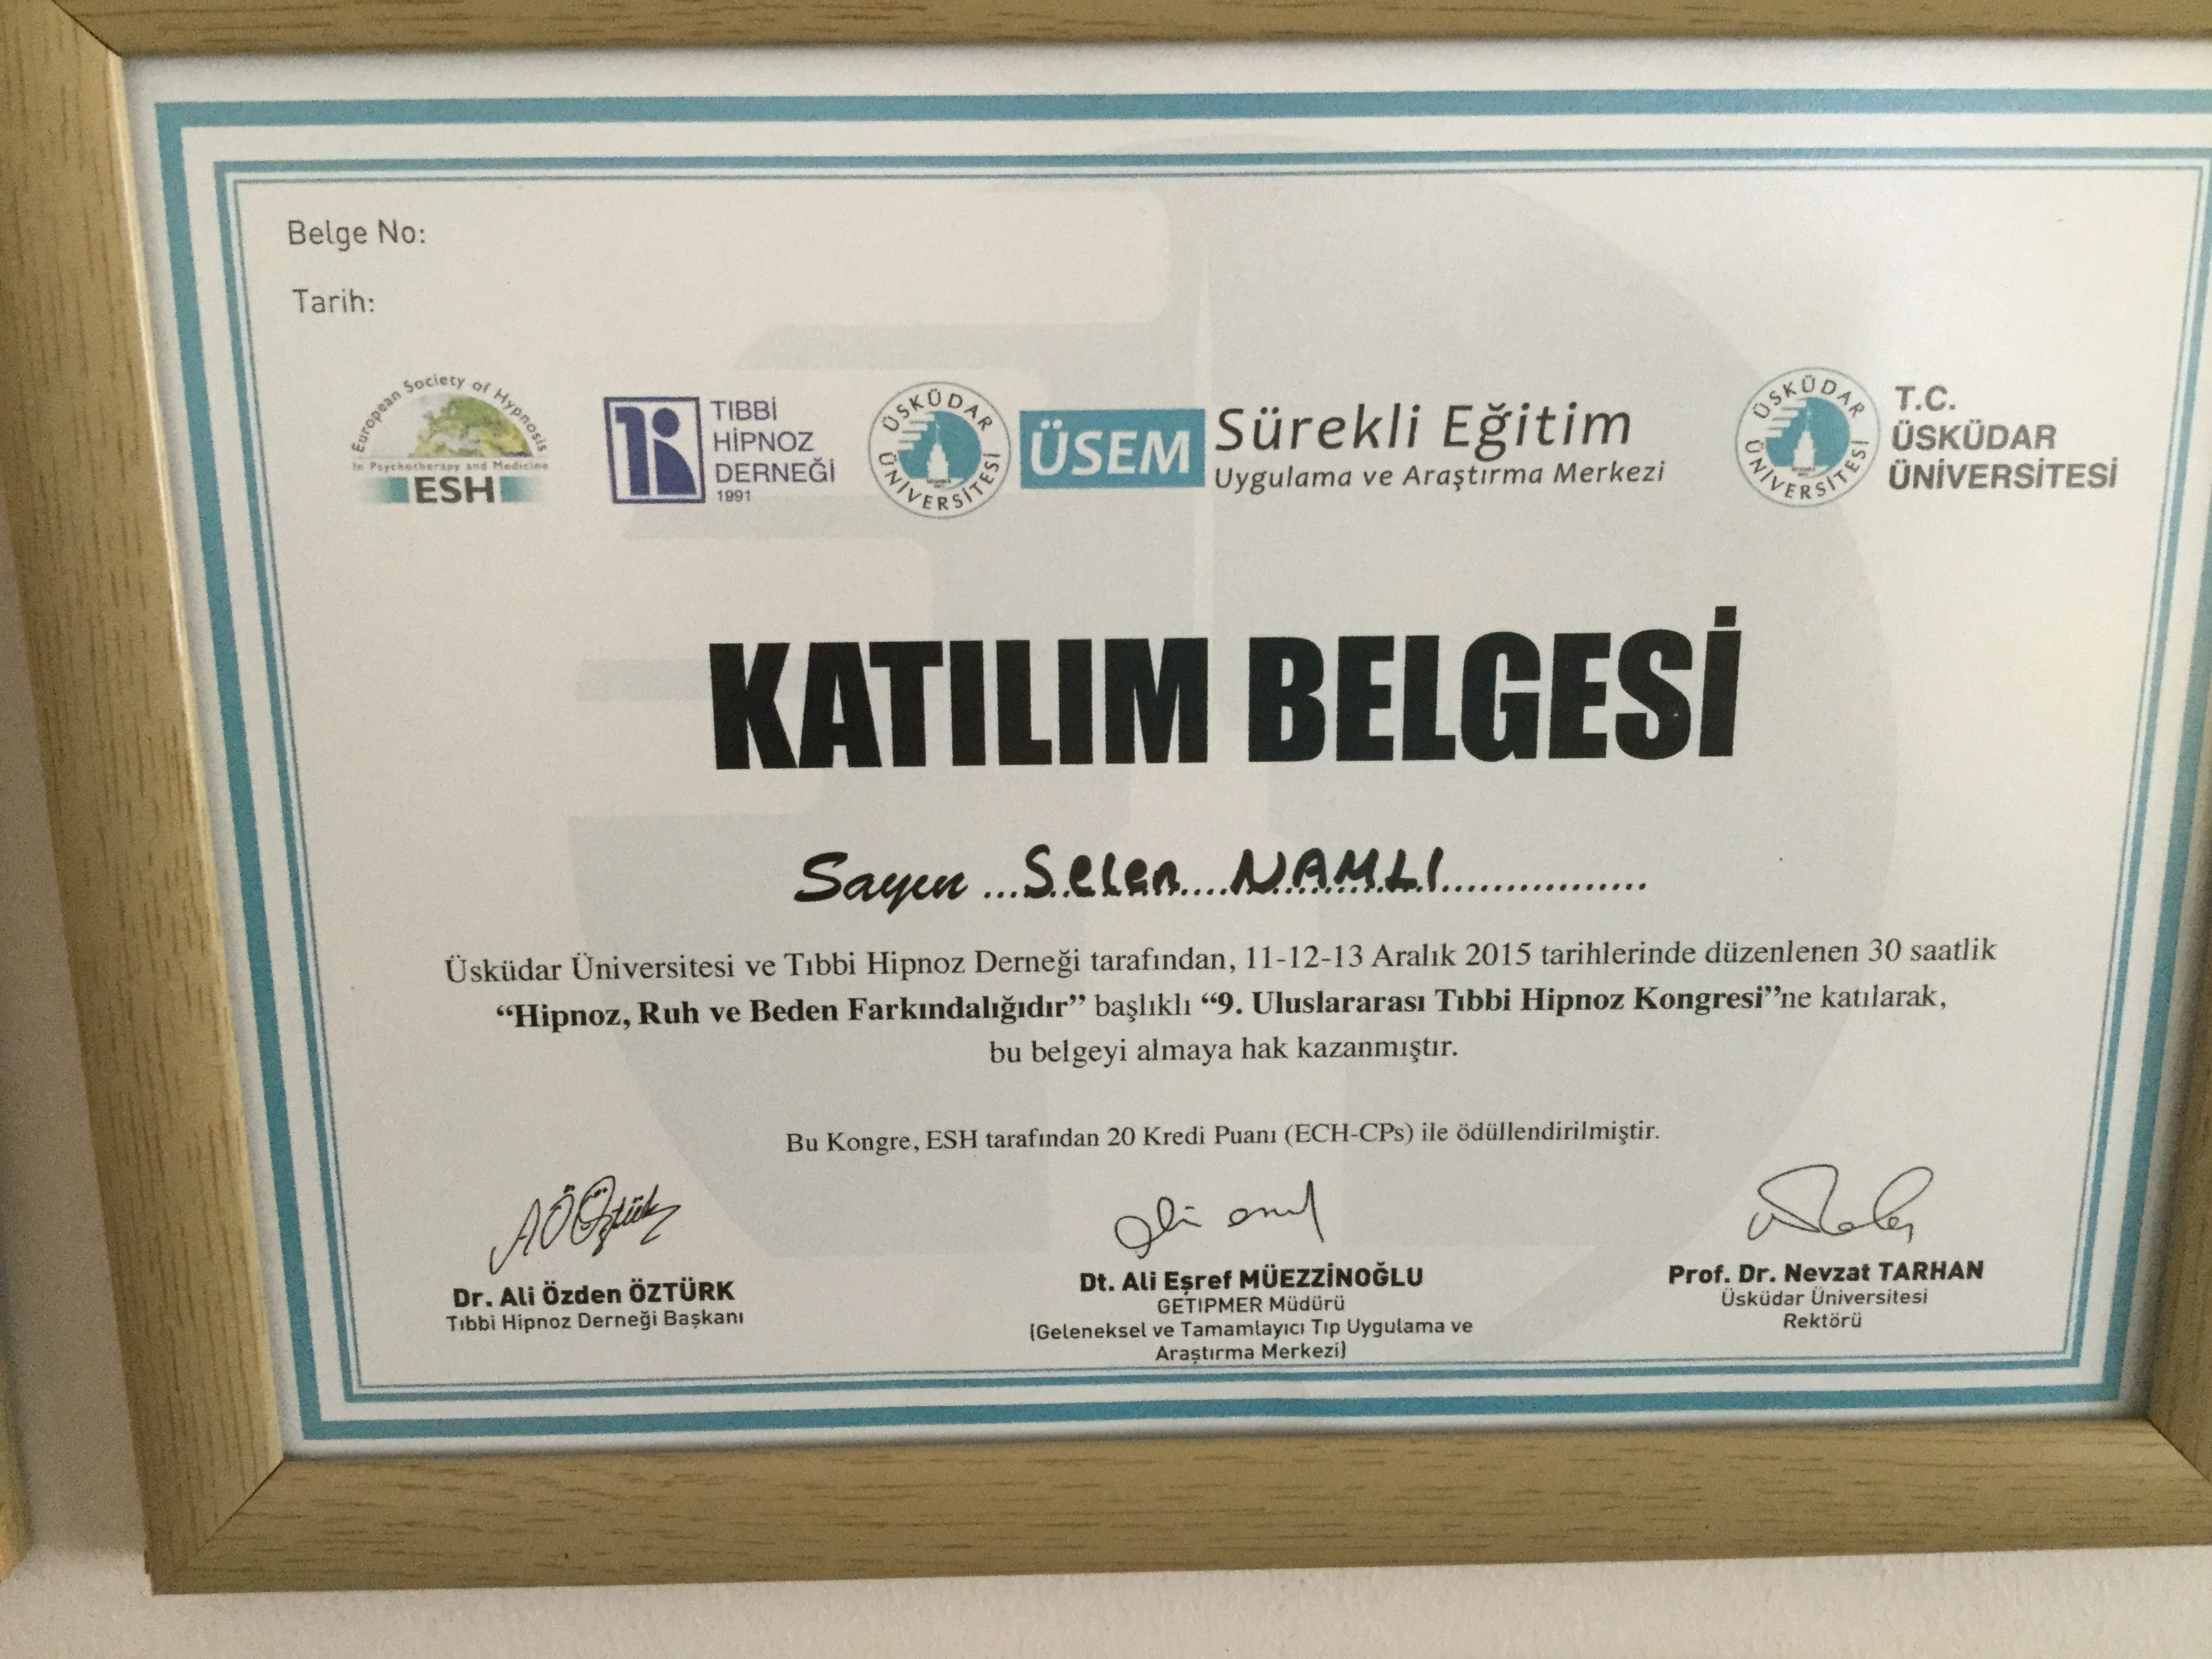 Belge No:
Tarih:
European Society of Hypnosis
In Psychotherapy and Medicine
ESH
TIBBİ
HİPNOZ
DERNEĞİ
1991
ÜSKÜDAR ÜNİVERSİTESİ
ÜSEM
Sürekli Eğitim
Uygulama ve Araştırma Merkezi
ÜSKÜDAR ÜNİVERSİTESİ
T.C.
ÜSKÜDAR
ÜNİVERSİTESİ
KATILIM BELGESİ
Sayın ...Selen....NAMLI................
Üsküdar Üniversitesi ve Tıbbi Hipnoz Derneği tarafından, 11-12-13 Aralık 2015 tarihlerinde düzenlenen 30 saatlik
“Hipnoz, Ruh ve Beden Farkındalığıdır” başlıklı “9. Uluslararası Tıbbi Hipnoz Kongresi”ne katılarak,
bu belgeyi almaya hak kazanmıştır.
Bu Kongre, ESH tarafından 20 Kredi Puanı (ECH-CPs) ile ödüllendirilmiştir.
AÖÖztürk
Dr. Ali Özden ÖZTÜRK
Tıbbi Hipnoz Derneği Başkanı
Dt. Ali Eşref MÜEZZİNOĞLU
GETIPMER Müdürü
(Geleneksel ve Tamamlayıcı Tıp Uygulama ve
Araştırma Merkezi)
Prof. Dr. Nevzat TARHAN
Üsküdar Üniversitesi
Rektörü